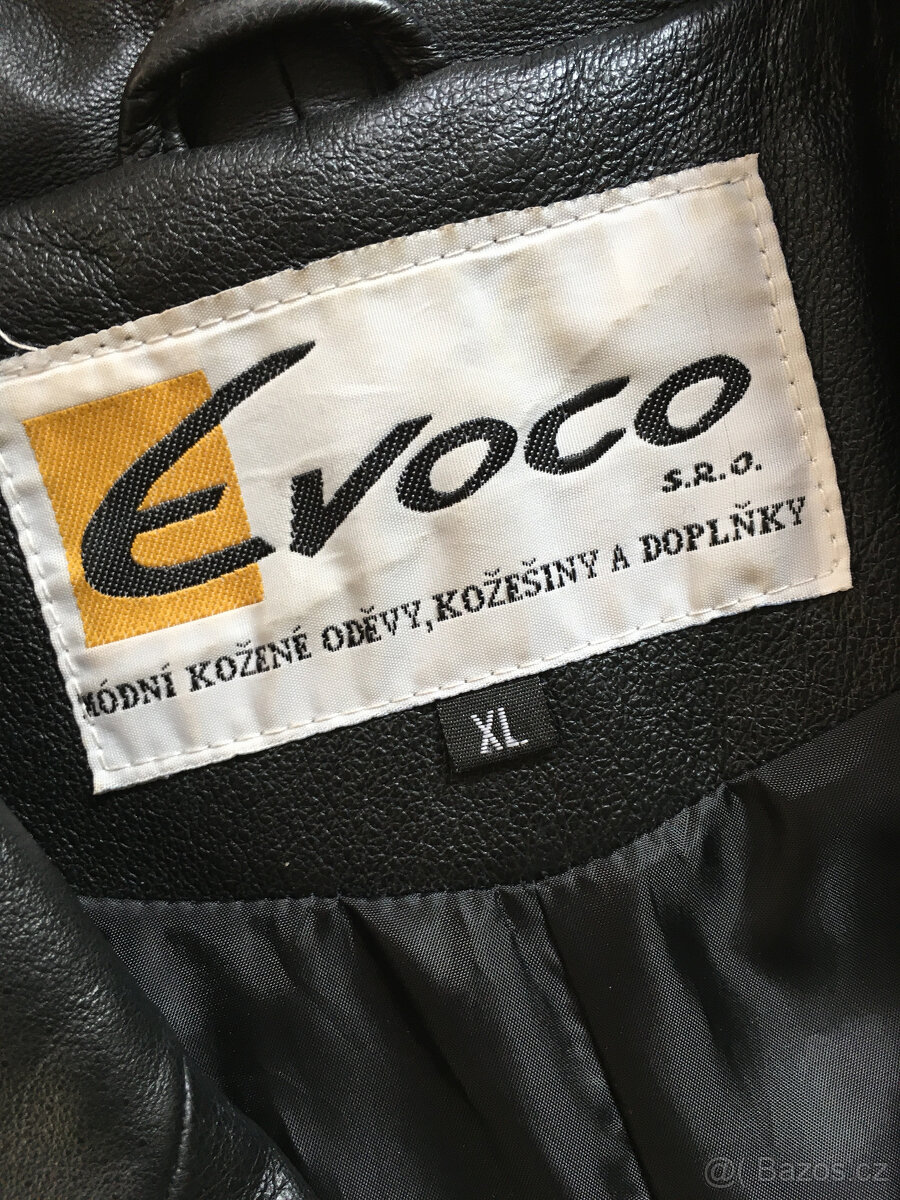 Evoco
S.R.O.
MÓDNÍ KOŽENÉ ODĚVY, KOŽEŠINY A DOPLŇKY
XL
@| Bazos.cz